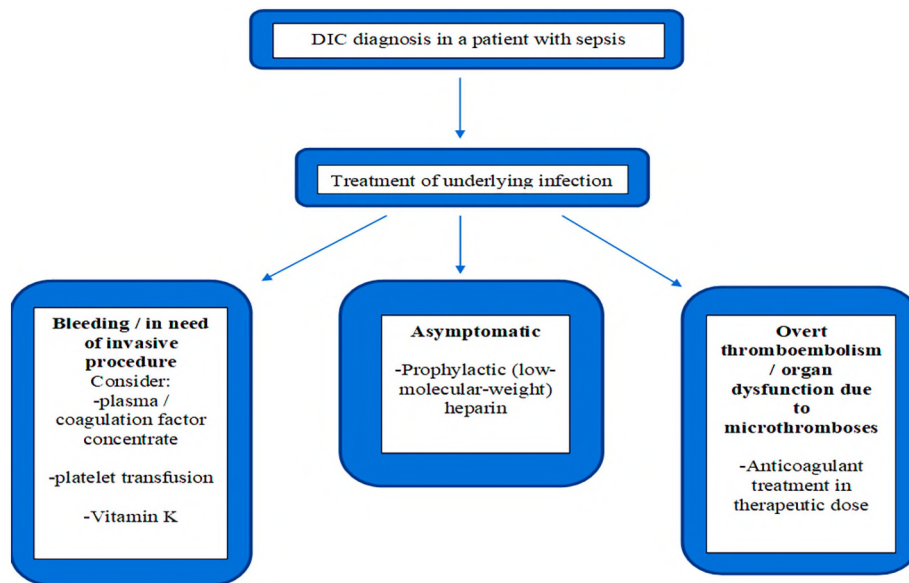 DIC diagnosis in a patient with sepsis
Treatment of underlying infection
Bleeding / in need
of invasive
procedure
Consider:
-plasma /
coagulation factor
concentrate
-platelet transfusion
-Vitamin K
Asymptomatic
-Prophylactic (low-
molecular-weight)
heparin
Overt
thromboembolism
/ organ
dysfunction due
to
microthromboses
-Anticoagulant
treatment in
therapeutic dose